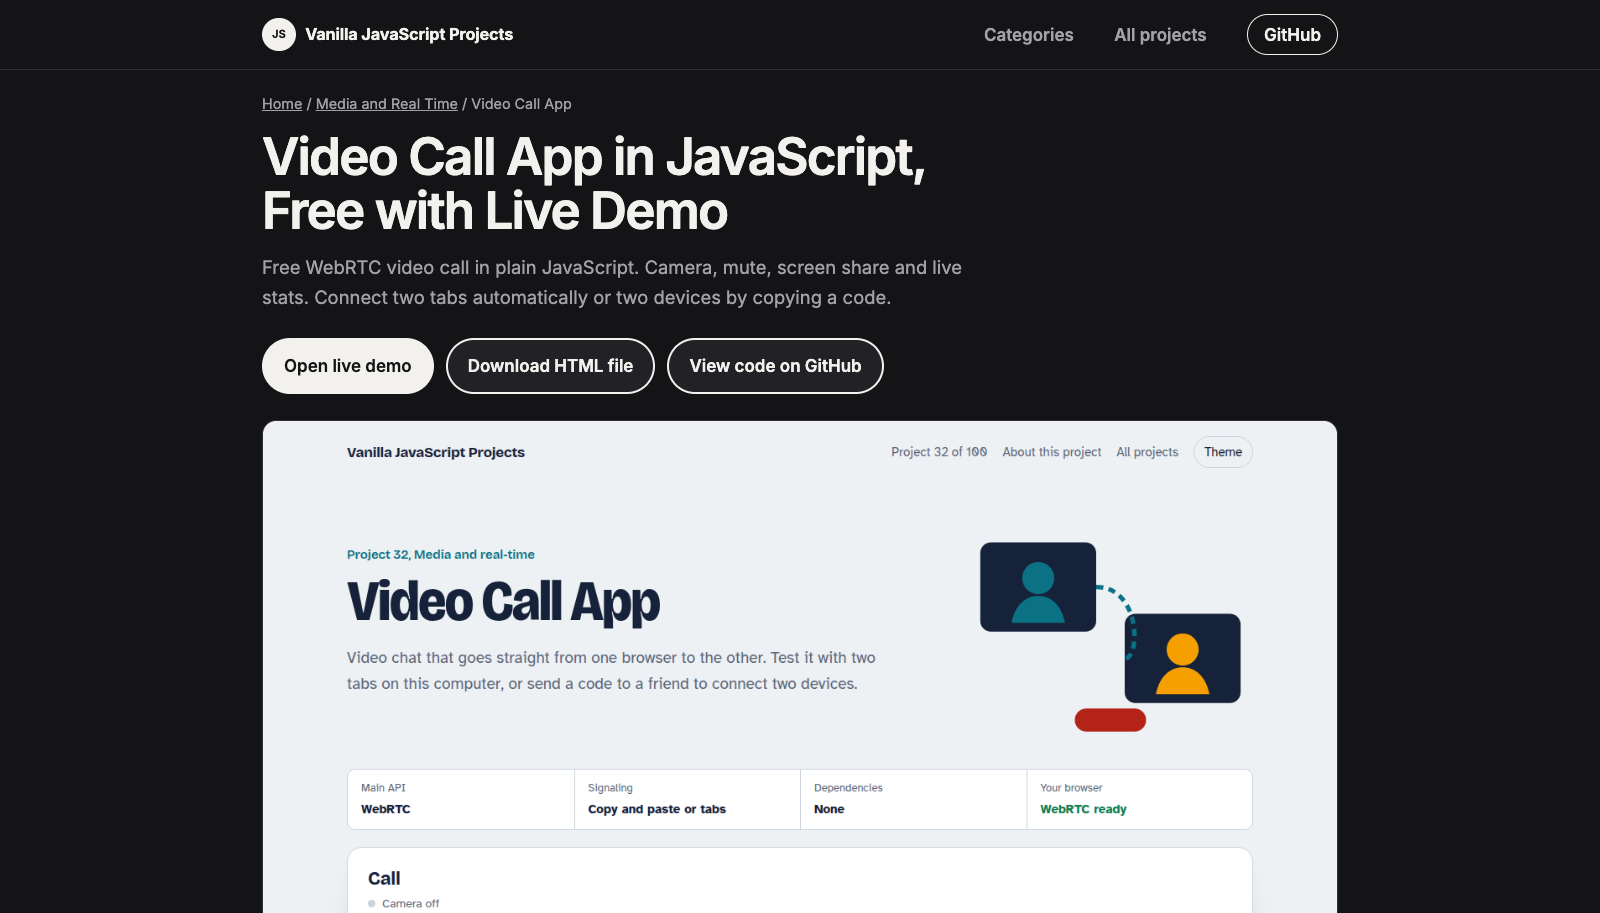 JS Vanilla JavaScript Projects Categories All projects GitHub
Home / Media and Real Time / Video Call App
Video Call App in JavaScript,
Free with Live Demo
Free WebRTC video call in plain JavaScript. Camera, mute, screen share and live
stats. Connect two tabs automatically or two devices by copying a code.
Open live demo Download HTML file View code on GitHub
Vanilla JavaScript Projects Project 32 of 100 About this project All projects Theme
Project 32, Media and real-time
Video Call App
Video chat that goes straight from one browser to the other. Test it with two
tabs on this computer, or send a code to a friend to connect two devices.
Main API Signaling Dependencies Your browser
WebRTC Copy and paste or tabs None WebRTC ready
Call
Camera off